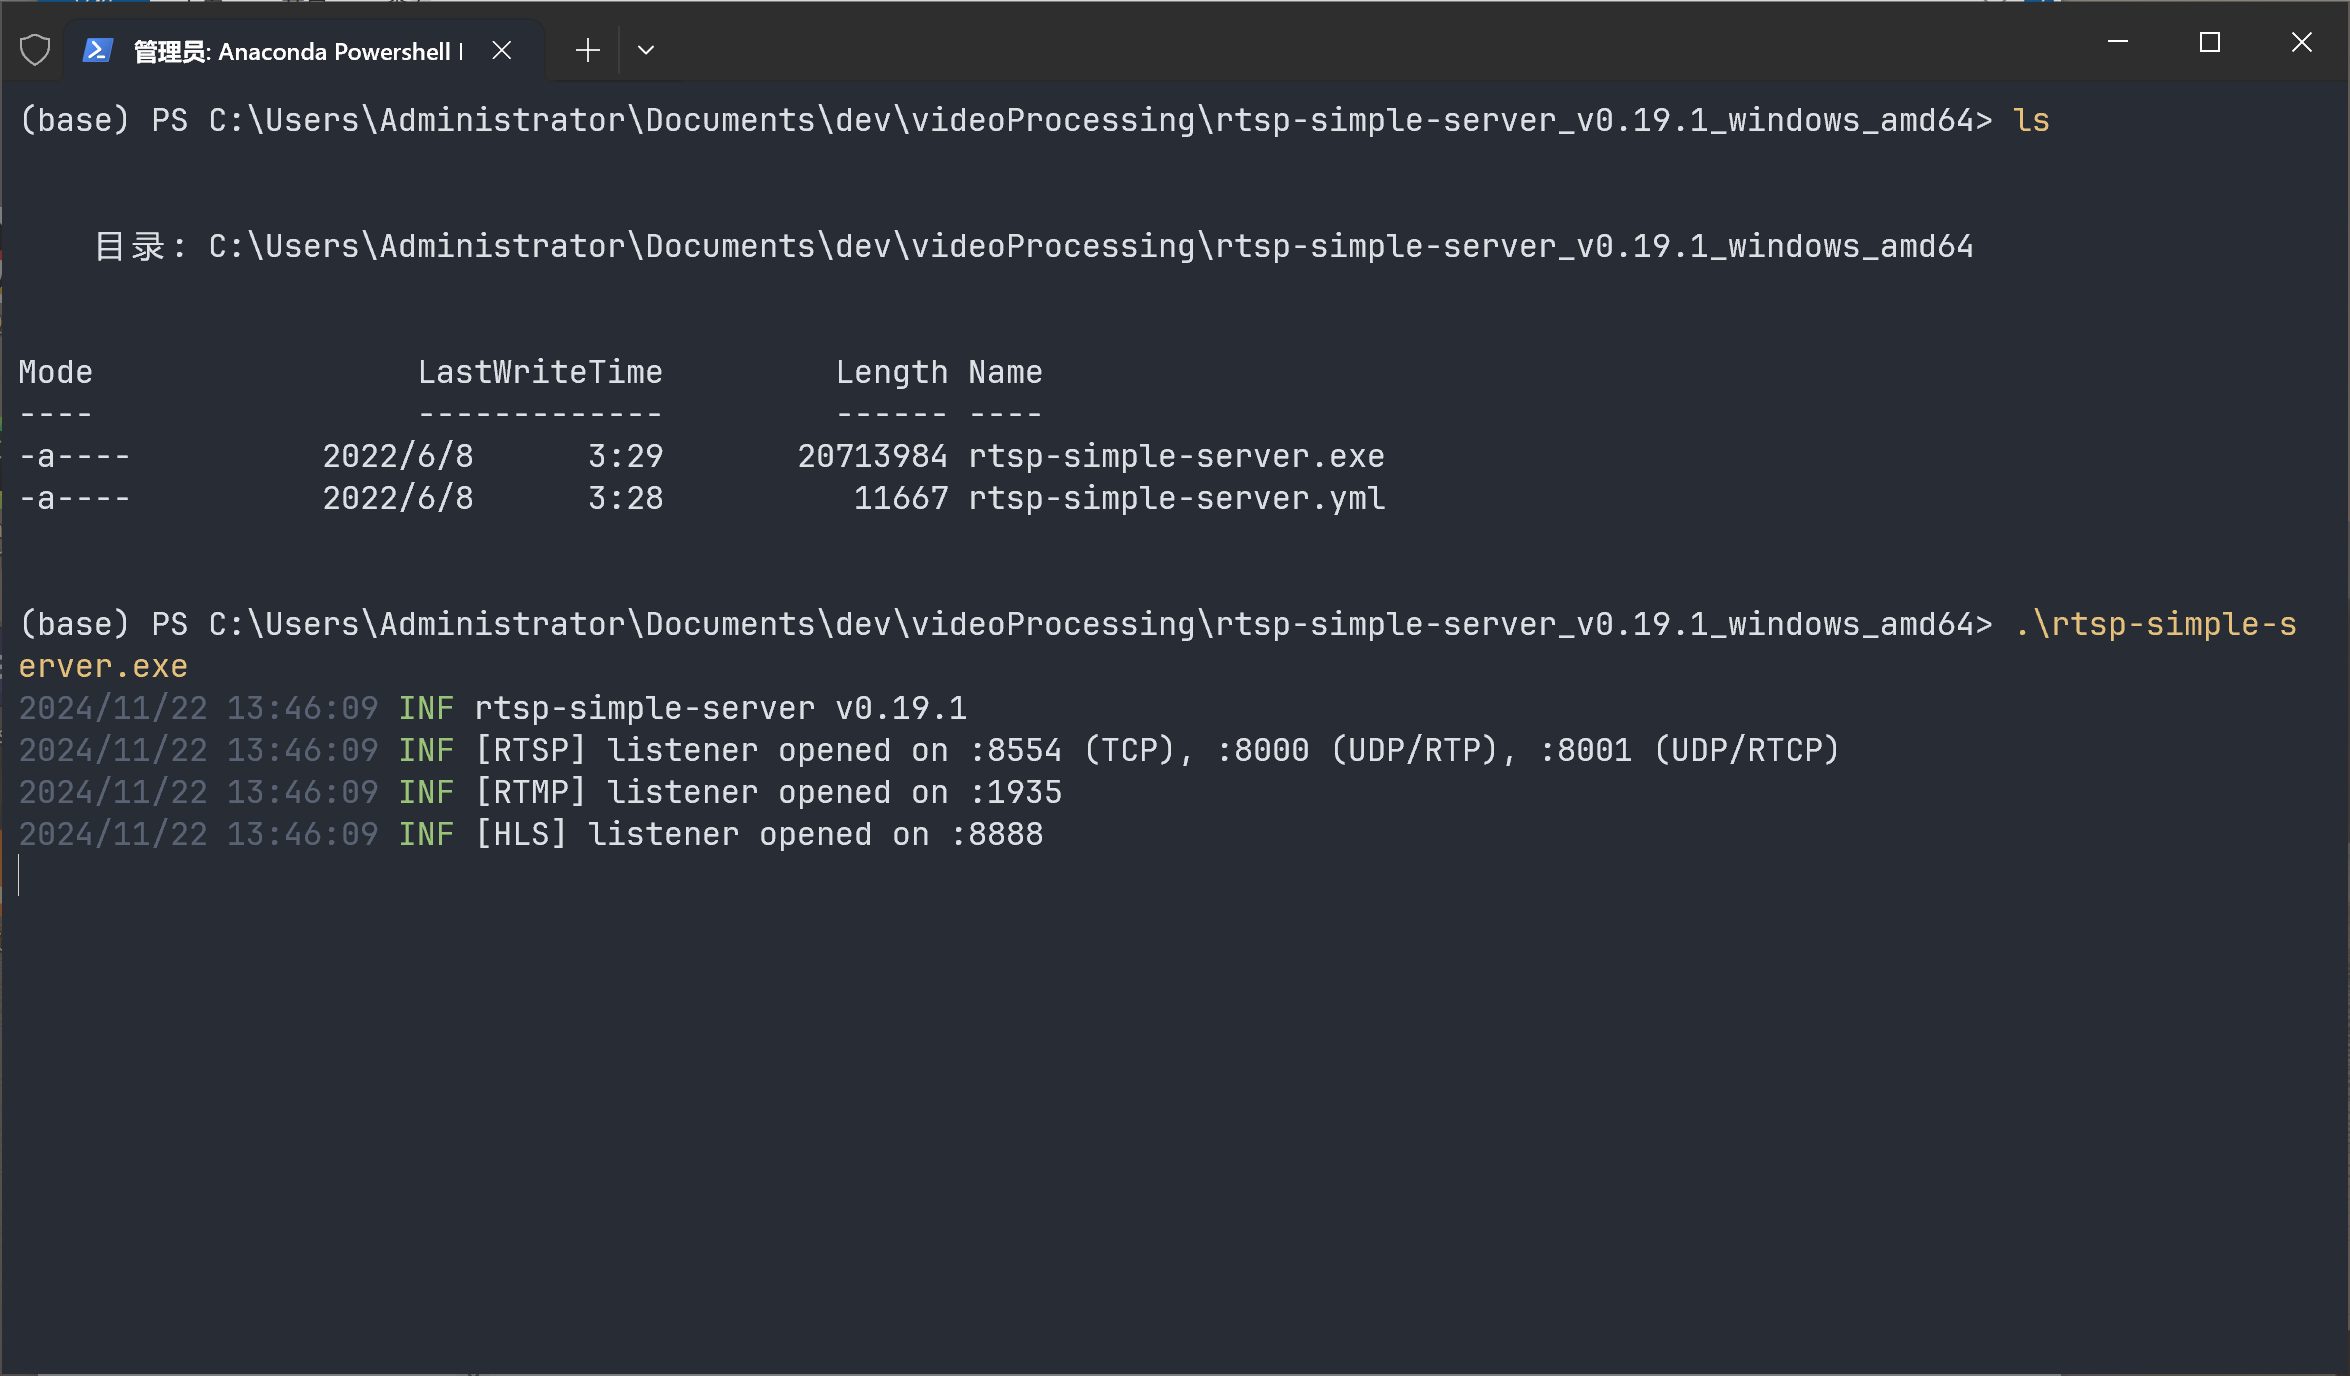 管理员: Anaconda Powershell
(base) PS C:\Users\Administrator\Documents\dev\videoProcessing\rtsp-simple-server_v0.19.1_windows_amd64> ls
目录: C:\Users\Administrator\Documents\dev\videoProcessing\rtsp-simple-server_v0.19.1_windows_amd64
Mode LastWriteTime Length Name
---- ------------- ------ ----
-a---- 2022/6/8 3:29 20713984 rtsp-simple-server.exe
-a---- 2022/6/8 3:28 11667 rtsp-simple-server.yml
(base) PS C:\Users\Administrator\Documents\dev\videoProcessing\rtsp-simple-server_v0.19.1_windows_amd64> .\rtsp-simple-s
erver.exe
2024/11/22 13:46:09 INF rtsp-simple-server v0.19.1
2024/11/22 13:46:09 INF [RTSP] listener opened on :8554 (TCP), :8000 (UDP/RTP), :8001 (UDP/RTCP)
2024/11/22 13:46:09 INF [RTMP] listener opened on :1935
2024/11/22 13:46:09 INF [HLS] listener opened on :8888